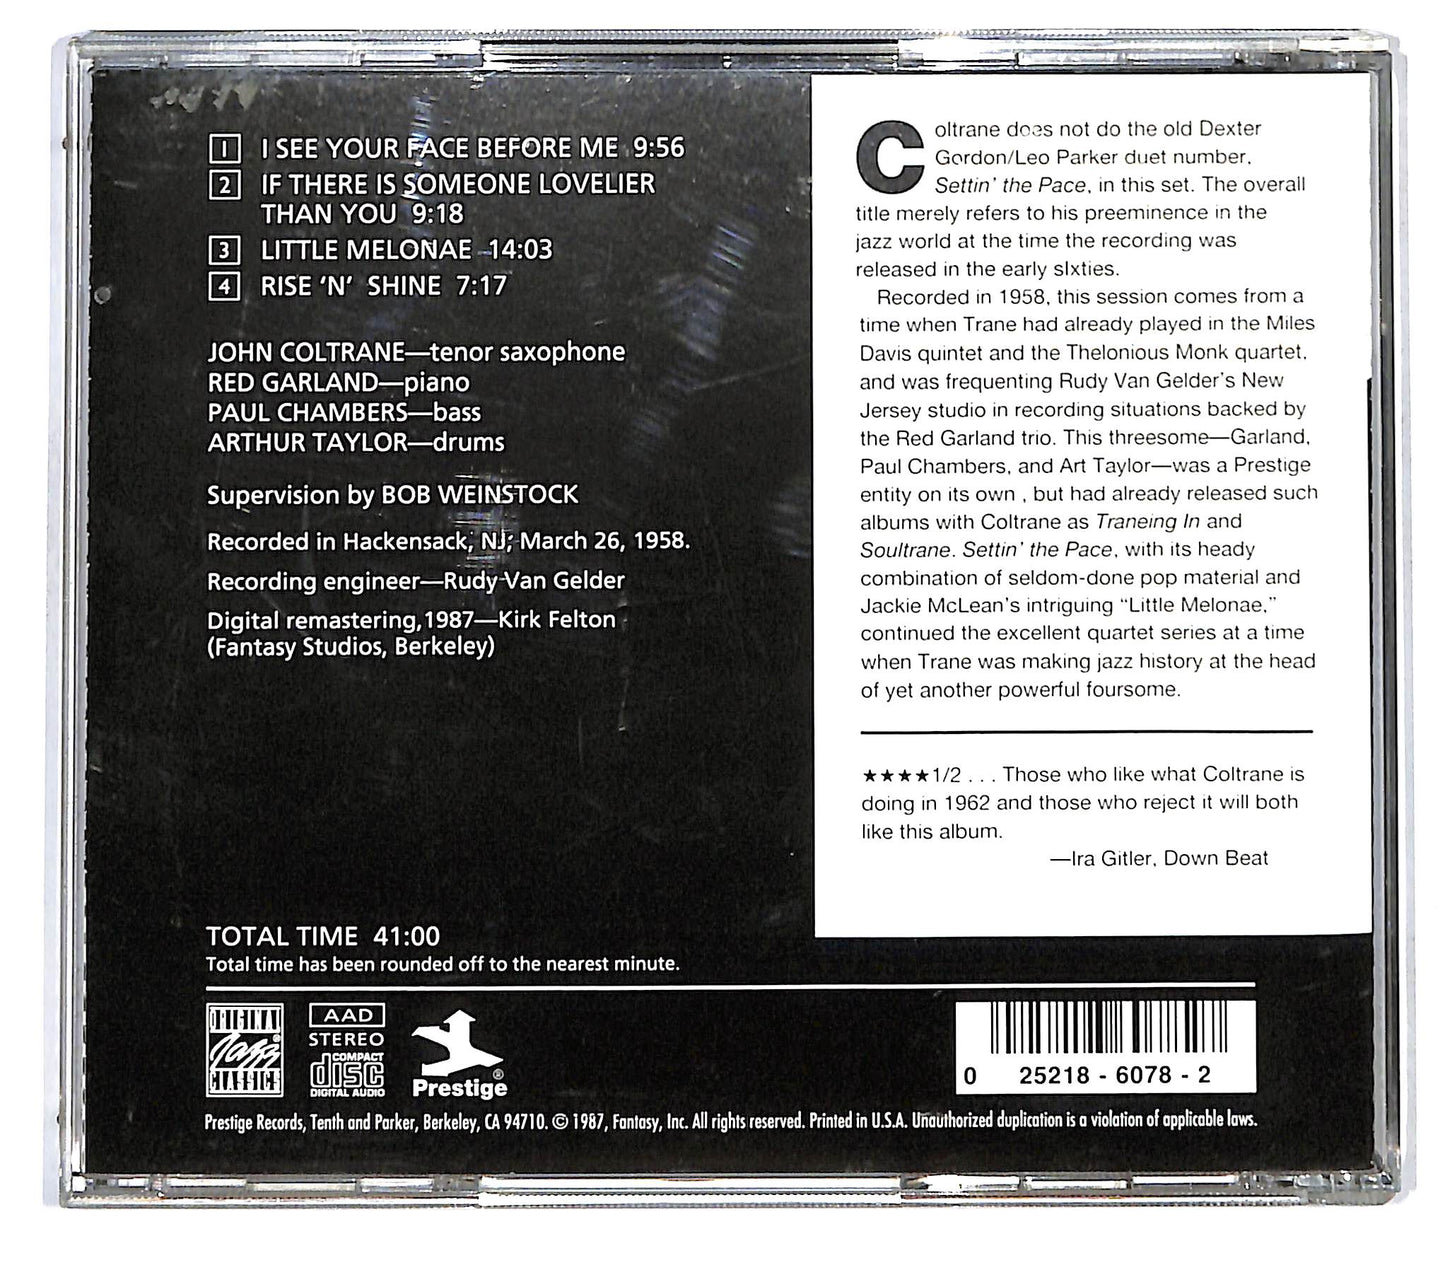 1 I SEE YOUR FACE BEFORE ME 9:56
2 IF THERE IS SOMEONE LOVELIER
THAN YOU 9:18
3 LITTLE MELONAE 14:03
4 RISE 'N' SHINE 7:17
JOHN COLTRANE—tenor saxophone
RED GARLAND—piano
PAUL CHAMBERS—bass
ARTHUR TAYLOR—drums
Supervision by BOB WEINSTOCK
Recorded in Hackensack, NJ; March 26, 1958.
Recording engineer—Rudy Van Gelder
Digital remastering,1987—Kirk Felton
(Fantasy Studios, Berkeley)
TOTAL TIME 41:00
Total time has been rounded off to the nearest minute.
Coltrane does not do the old Dexter
Gordon/Leo Parker duet number,
Settin' the Pace, in this set. The overall
title merely refers to his preeminence in the
jazz world at the time the recording was
released in the early sIxties.
Recorded in 1958, this session comes from a
time when Trane had already played in the Miles
Davis quintet and the Thelonious Monk quartet,
and was frequenting Rudy Van Gelder's New
Jersey studio in recording situations backed by
the Red Garland trio. This threesome—Garland,
Paul Chambers, and Art Taylor—was a Prestige
entity on its own , but had already released such
albums with Coltrane as Traneing In and
Soultrane. Settin' the Pace, with its heady
combination of seldom-done pop material and
Jackie McLean's intriguing "Little Melonae,"
continued the excellent quartet series at a time
when Trane was making jazz history at the head
of yet another powerful foursome.
★★★★1/2 . . . Those who like what Coltrane is
doing in 1962 and those who reject it will both
like this album.
—Ira Gitler, Down Beat
ORIGINAL
Jazz
CLASSICS
AAD
STEREO
COMPACT
disc
DIGITAL AUDIO
Prestige®
0 25218 - 6078 - 2
Prestige Records, Tenth and Parker, Berkeley, CA 94710. © 1987, Fantasy, Inc. All rights reserved. Printed in U.S.A. Unauthorized duplication is a violation of applicable laws.